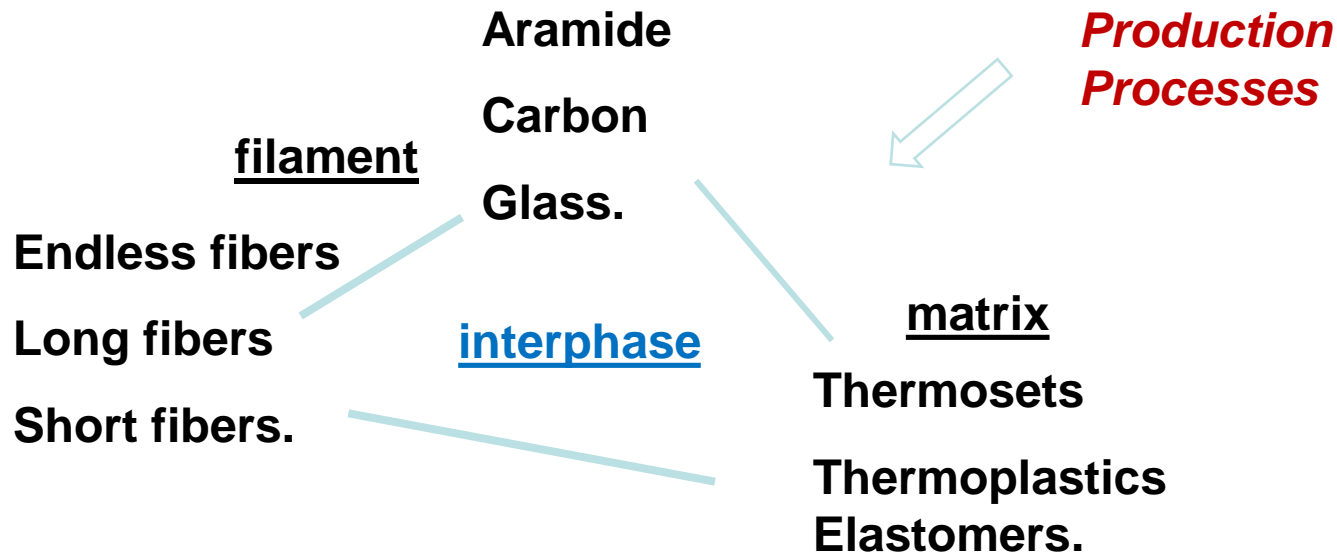 Aramide
Carbon
Glass.
Production
Processes
filament
Endless fibers
Long fibers
Short fibers.
interphase
matrix
Thermosets
Thermoplastics
Elastomers.